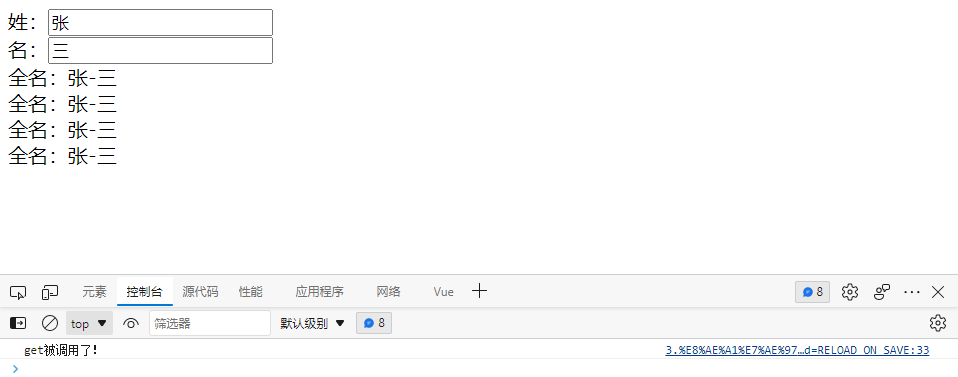 姓：张
名：三
全名：张-三
全名：张-三
全名：张-三
全名：张-三
元素 控制台 源代码 性能 应用程序 网络 Vue 8
top 筛选器 默认级别 8
get被调用了! 3.%E8%AE%A1%E7%AE%97…d=RELOAD_ON_SAVE:33